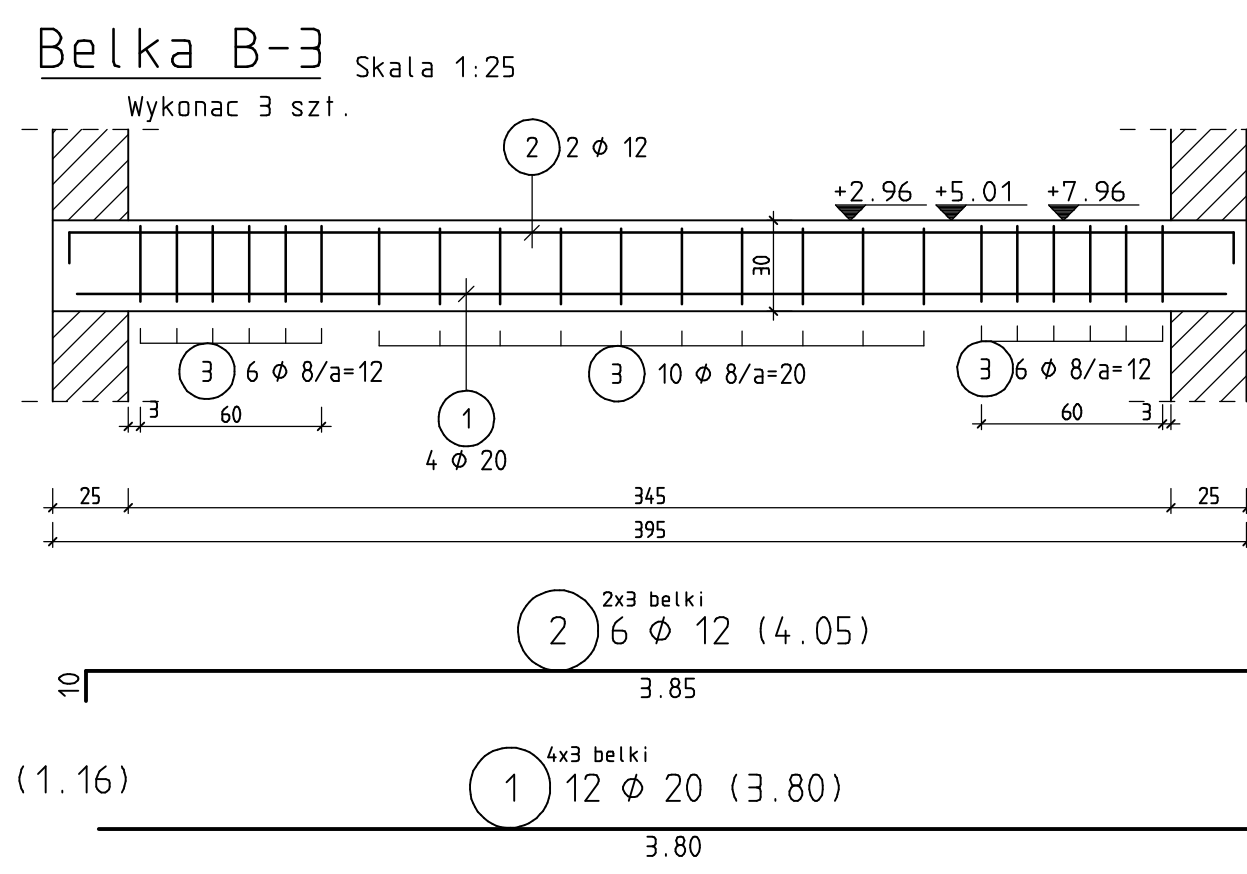 Belka B-3 Skala 1:25
Wykonac 3 szt.
2 2 ϕ 12
+2.96 +5.01 +7.96
30
3 6 ϕ 8/a=12
3 10 ϕ 8/a=20
3 6 ϕ 8/a=12
3 60
60 3
1
4 ϕ 20
25 345 25
395
2x3 belki
2 6 ϕ 12 (4.05)
10
3.85
4x3 belki
(1.16)
1 12 ϕ 20 (3.80)
3.80